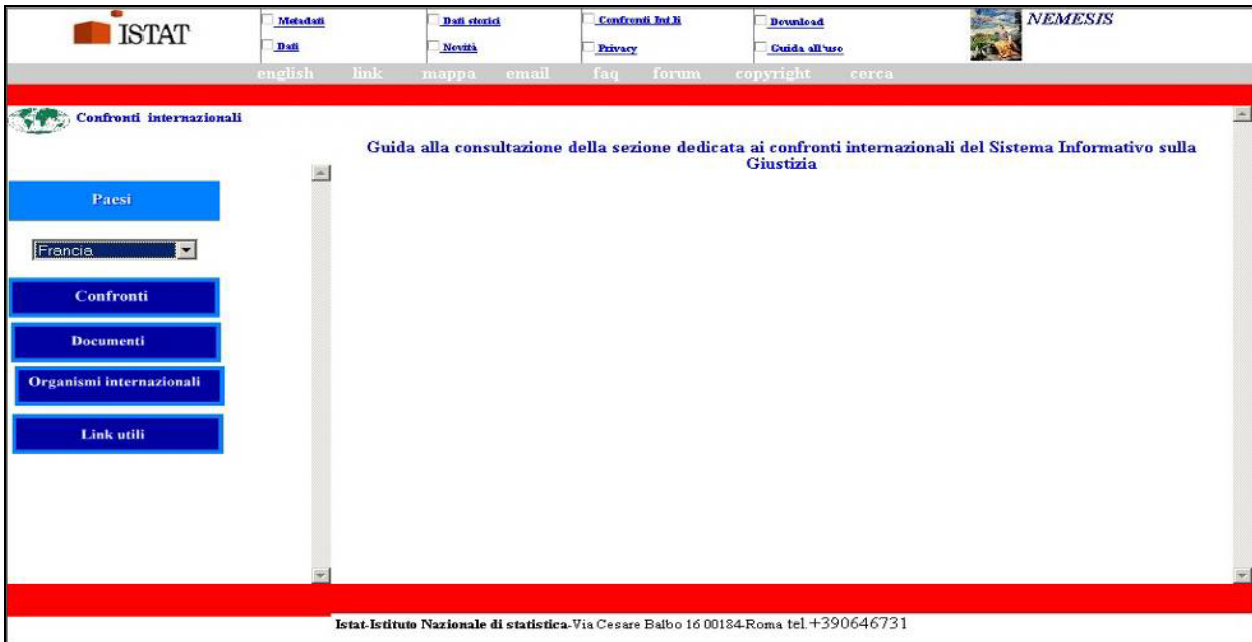 ISTAT
Metadati
Dati storici
Confronti Int.li
Download
NEMESIS
Dati
Novità
Privacy
Guida all'uso
english link mappa email faq forum copyright cerca
Confronti internazionali
Guida alla consultazione della sezione dedicata ai confronti internazionali del Sistema Informativo sulla
Giustizia
Paesi
Francia
Confronti
Documenti
Organismi internazionali
Link utili
Istat-Istituto Nazionale di statistica-Via Cesare Balbo 16 00184-Roma tel.+390646731